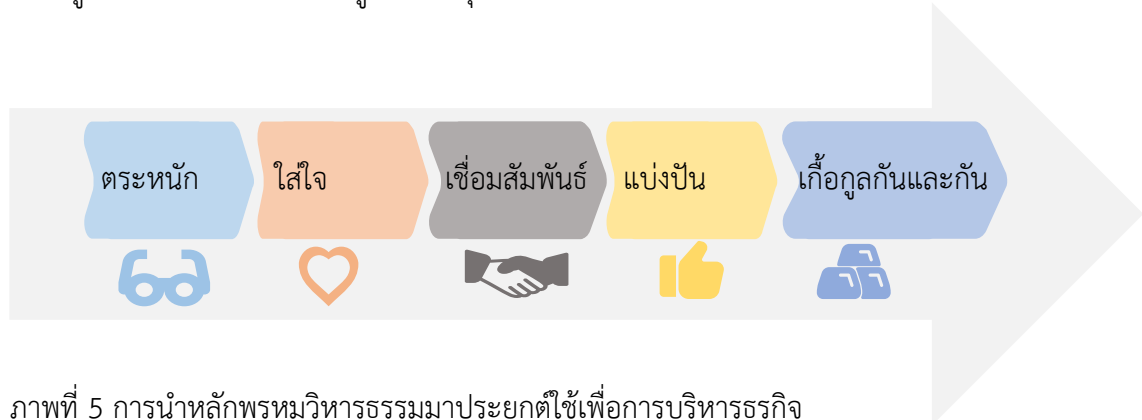 ตระหนัก ใส่ใจ เชื่อมสัมพันธ์ แบ่งปัน เกื้อกูลกันและกัน
ภาพที่ 5 การนำหลักพรหมวิหารธรรมมาประยุกต์ใช้เพื่อการบริหารธุรกิจ